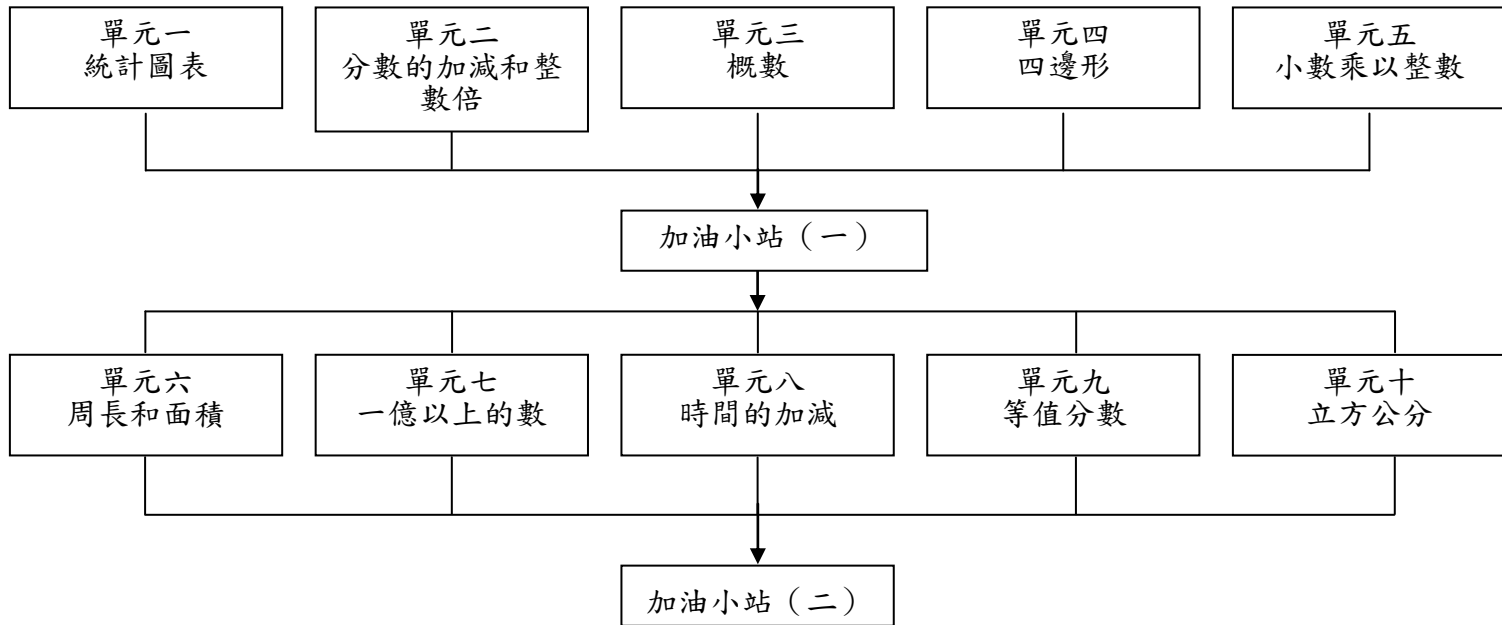 單元一
統計圖表
單元二
分數的加減和整
數倍
單元三
概數
單元四
四邊形
單元五
小數乘以整數
加油小站（一）
單元六
周長和面積
單元七
一億以上的數
單元八
時間的加減
單元九
等值分數
單元十
立方公分
加油小站（二）